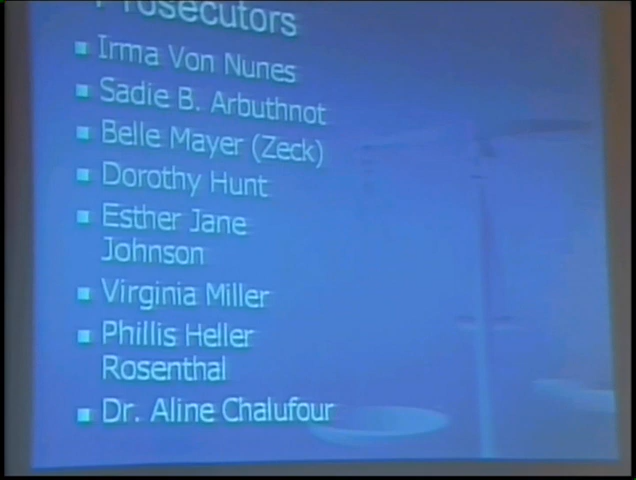 Prosecutors
Irma Von Nunes
Sadie B. Arbuthnot
Belle Mayer (Zeck)
Dorothy Hunt
Esther Jane
Johnson
Virginia Miller
Phillis Heller
Rosenthal
Dr. Aline Chalufour